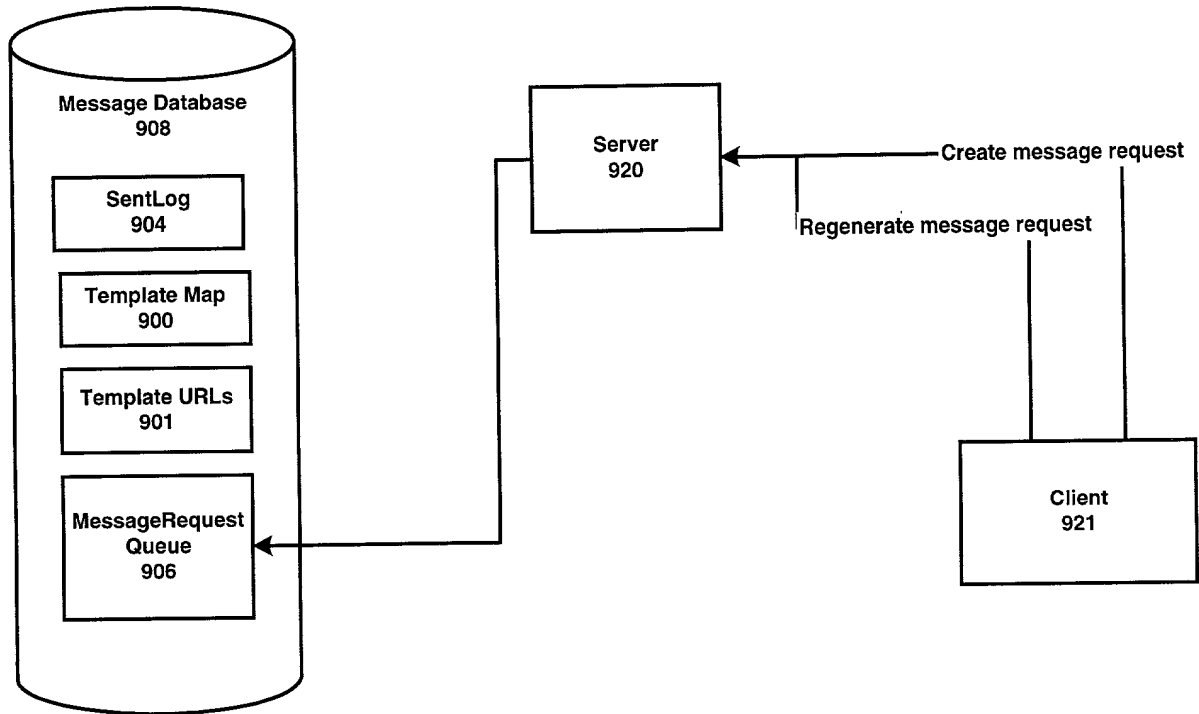 Message Database
908
SentLog
904
Template Map
900
Template URLs
901
MessageRequest
Queue
906
Server
920
Create message request
Regenerate message request
Client
921